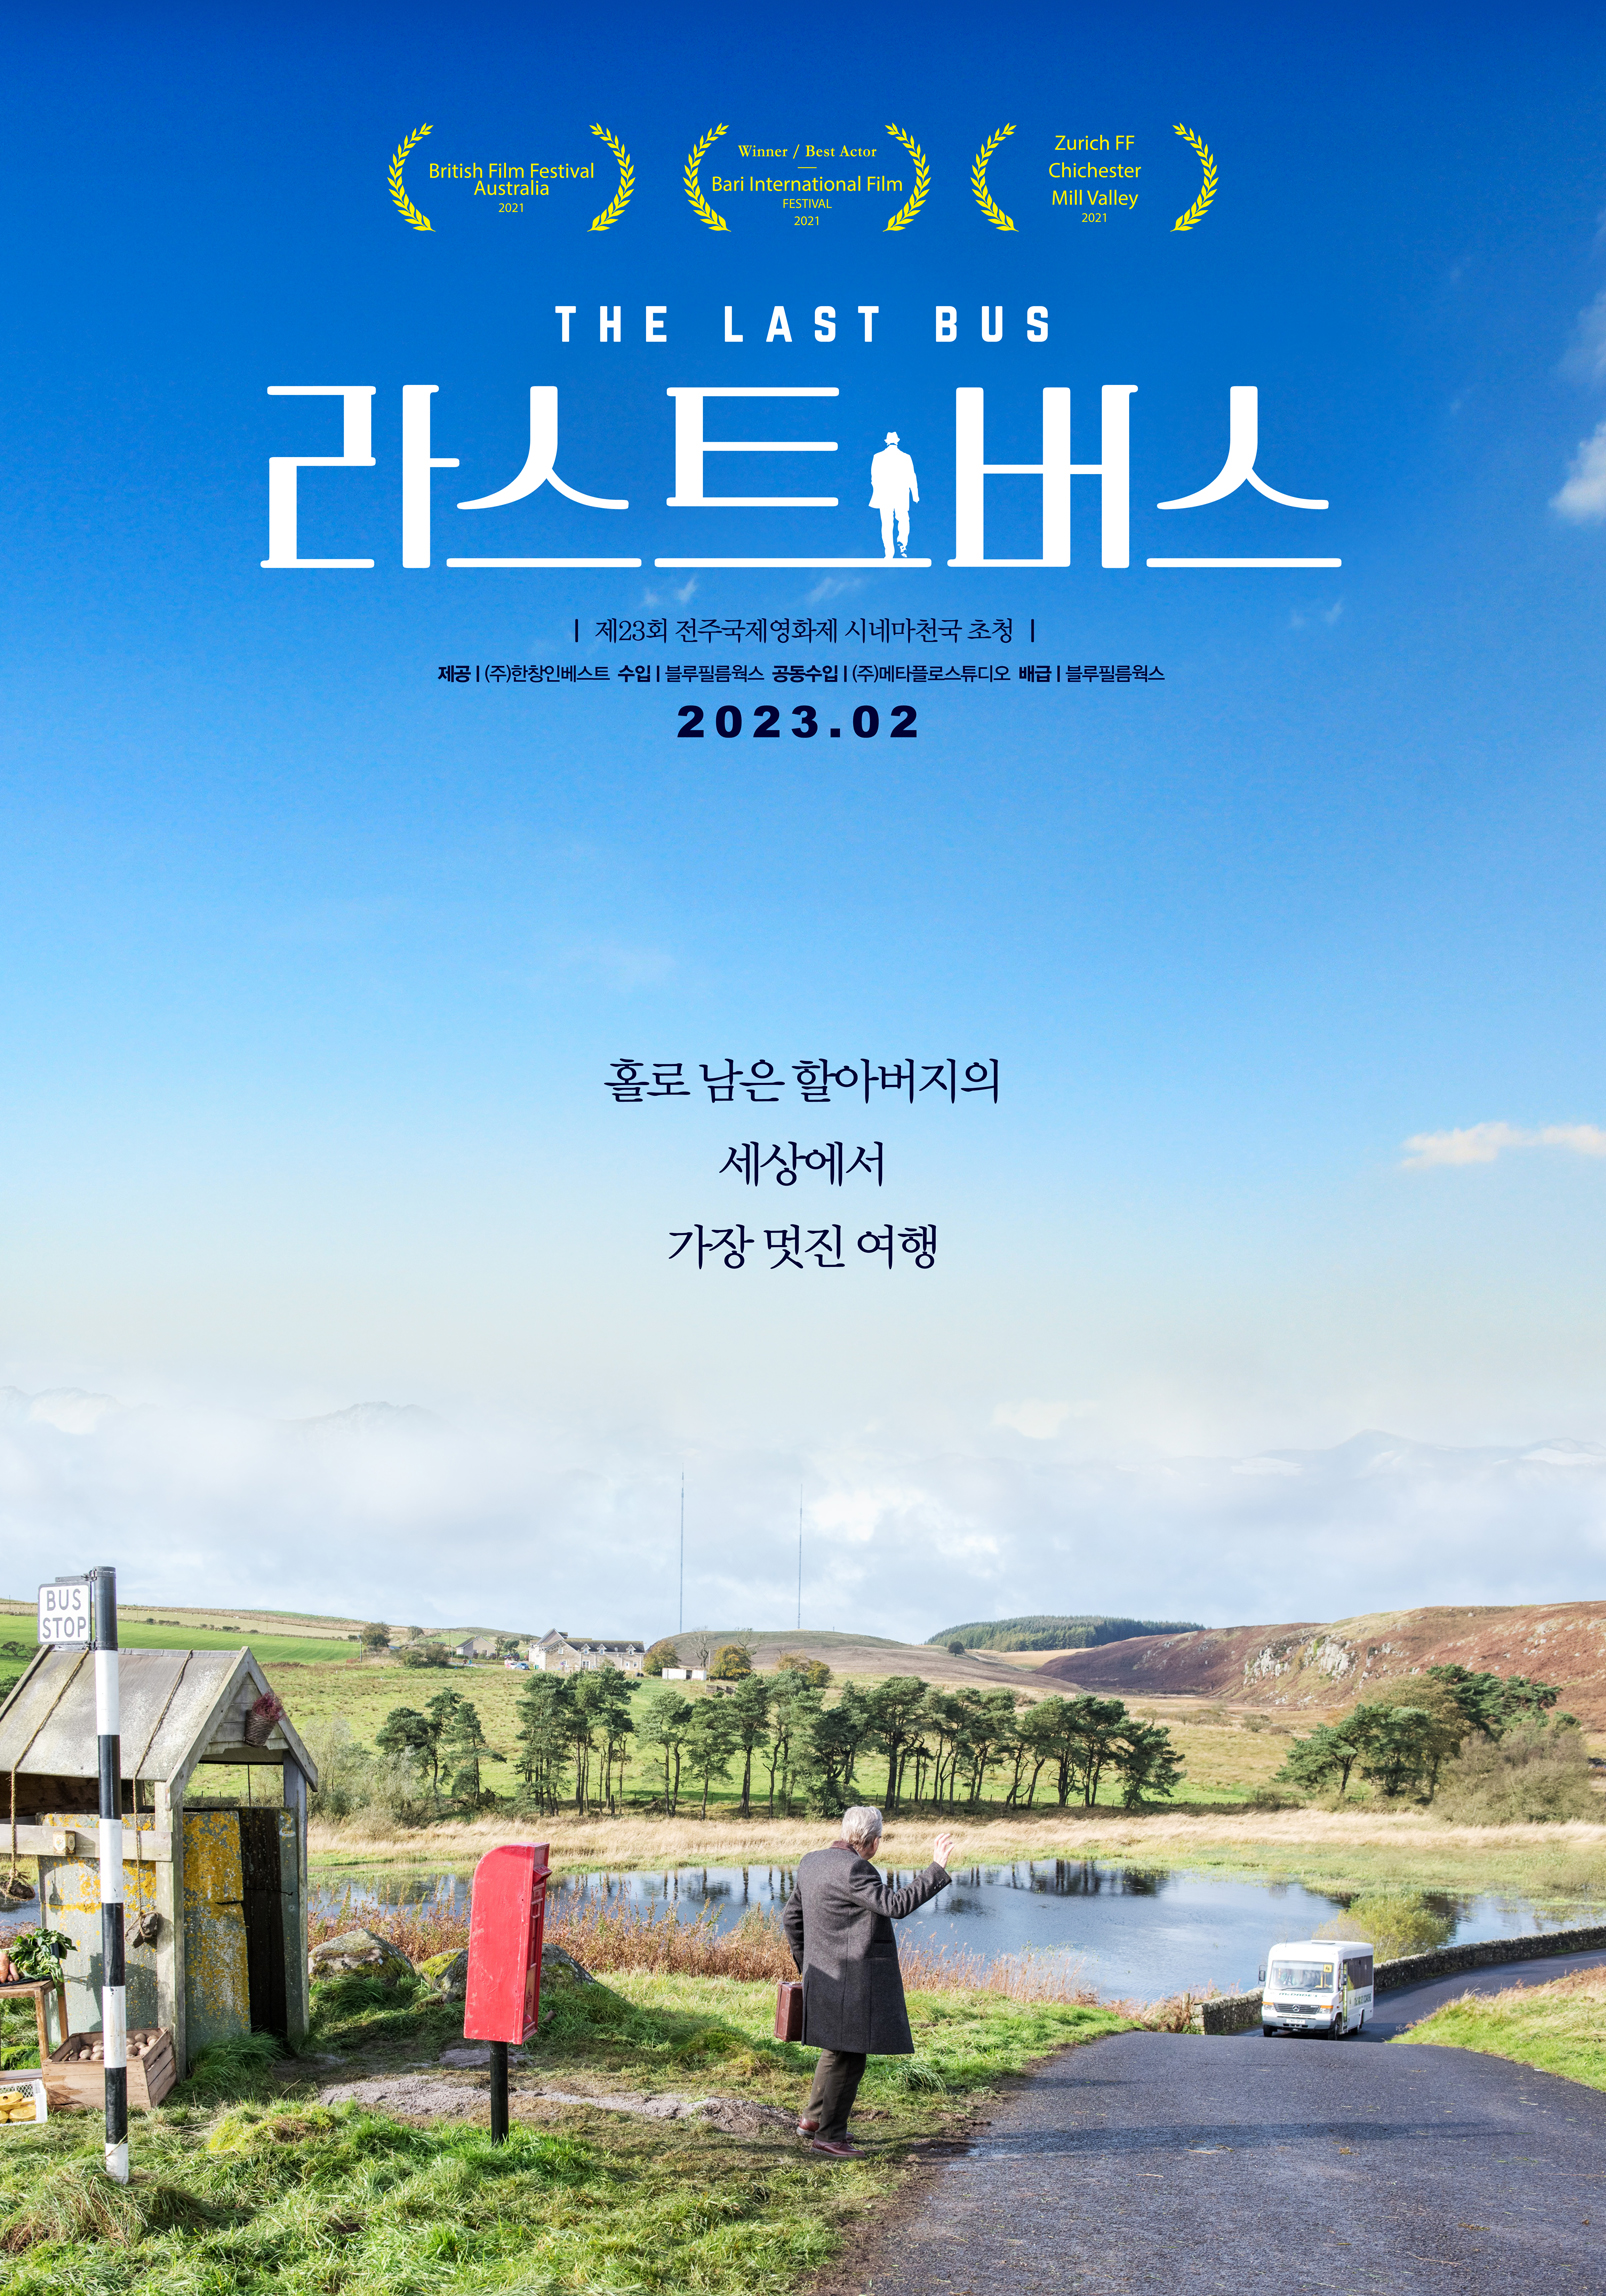 British Film Festival
Australia
2021
Winner / Best Actor
Bari International Film
FESTIVAL
2021
Zurich FF
Chichester
Mill Valley
2021
THE LAST BUS
라스트 버스
| 제23회 전주국제영화제 시네마천국 초청 |
제공 | (주)한창인베스트 수입 | 블루필름웍스 공동수입 | (주)메타플로스튜디오 배급 | 블루필름웍스
2023.02
홀로 남은 할아버지의
세상에서
가장 멋진 여행
BUS
STOP